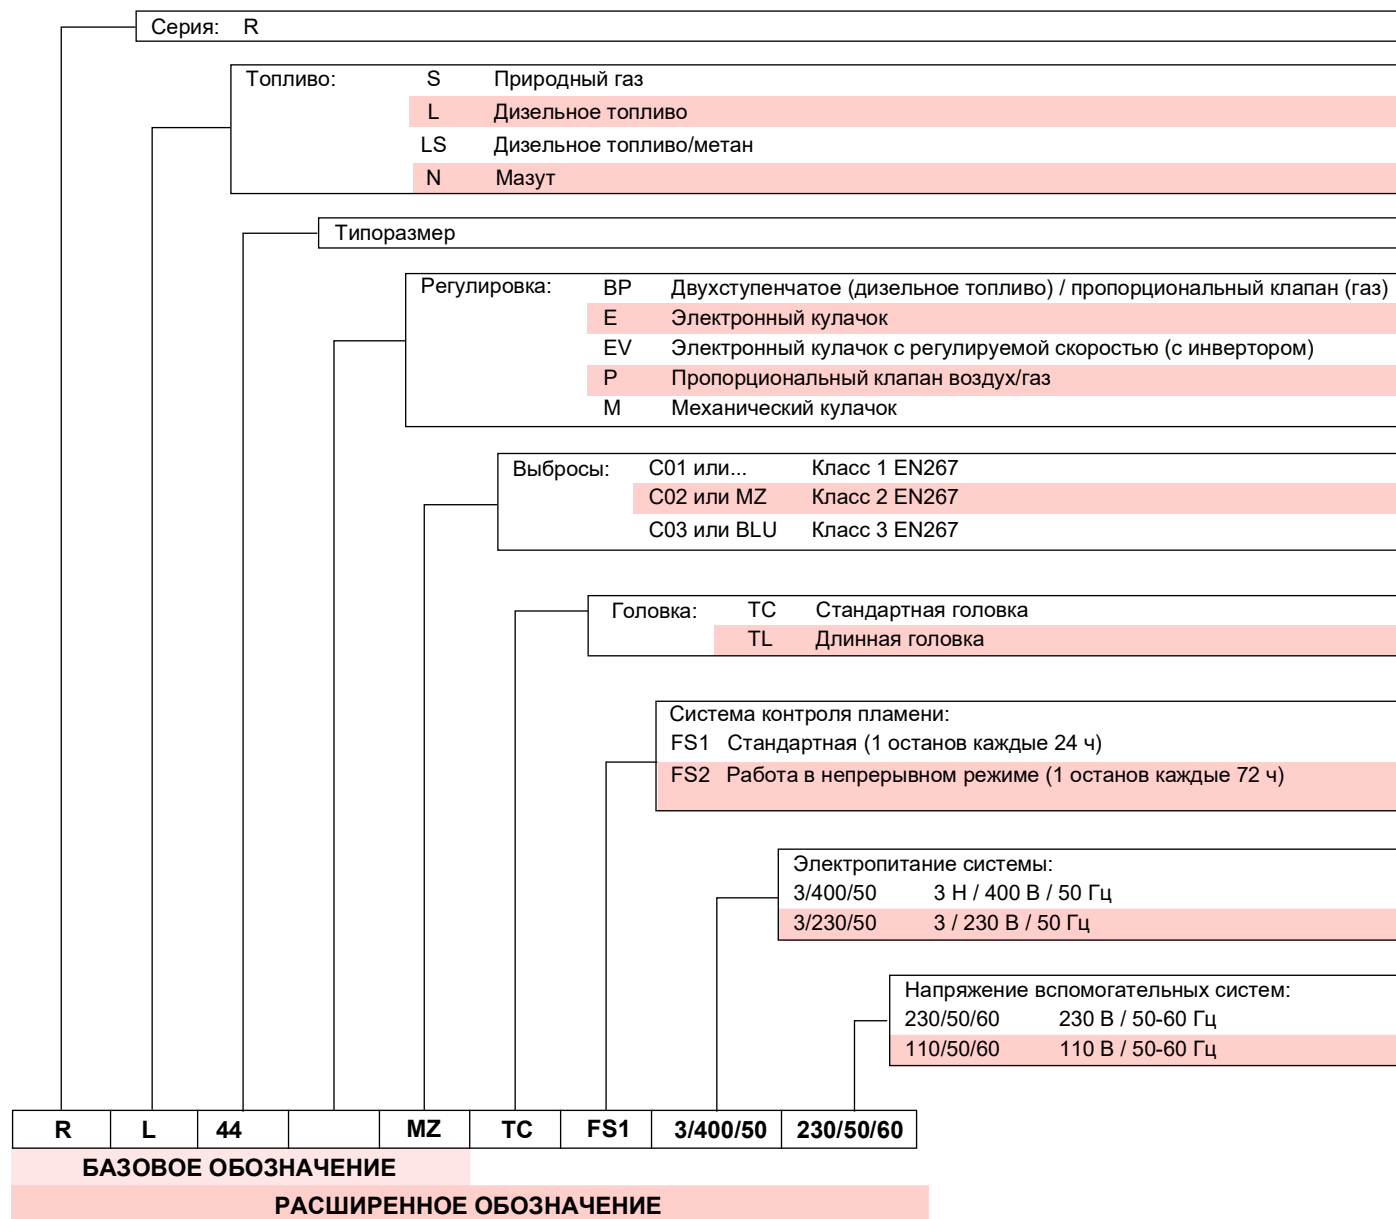 Серия: R
Топливо: S Природный газ
L Дизельное топливо
LS Дизельное топливо/метан
N Мазут
Типоразмер
Регулировка: BP Двухступенчатое (дизельное топливо) / пропорциональный клапан (газ)
E Электронный кулачок
EV Электронный кулачок с регулируемой скоростью (с инвертором)
P Пропорциональный клапан воздух/газ
M Механический кулачок
Выбросы: C01 или... Класс 1 EN267
C02 или MZ Класс 2 EN267
C03 или BLU Класс 3 EN267
Головка: TC Стандартная головка
TL Длинная головка
Система контроля пламени:
FS1 Стандартная (1 останов каждые 24 ч)
FS2 Работа в непрерывном режиме (1 останов каждые 72 ч)
Электропитание системы:
3/400/50 3 Н / 400 В / 50 Гц
3/230/50 3 / 230 В / 50 Гц
Напряжение вспомогательных систем:
230/50/60 230 В / 50-60 Гц
110/50/60 110 В / 50-60 Гц
R L 44 MZ TC FS1 3/400/50 230/50/60
БАЗОВОЕ ОБОЗНАЧЕНИЕ
РАСШИРЕННОЕ ОБОЗНАЧЕНИЕ